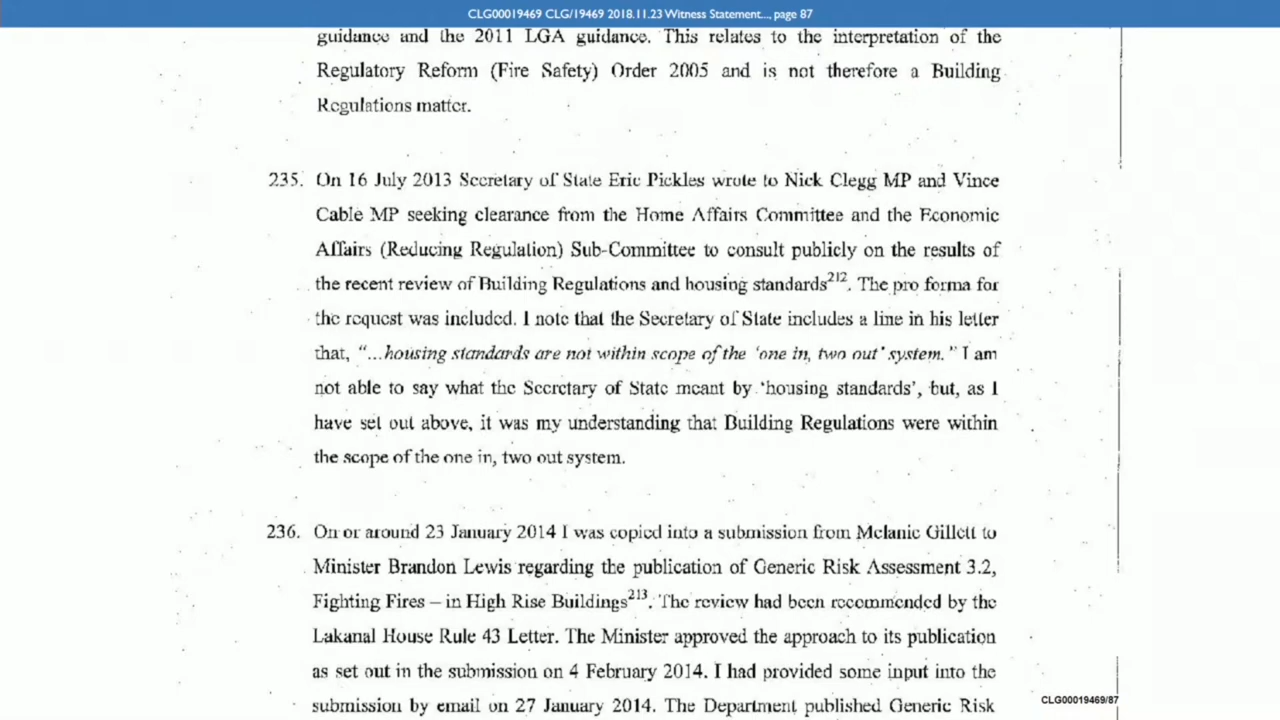 CLG00019469 CLG/19469 2018.11.23 Witness Statement..., page 87
guidance and the 2011 LGA guidance. This relates to the interpretation of the
Regulatory Reform (Fire Safety) Order 2005 and is not therefore a Building
Regulations matter.
235. On 16 July 2013 Secretary of State Eric Pickles wrote to Nick Clegg MP and Vince
Cable MP seeking clearance from the Home Affairs Committee and the Economic
Affairs (Reducing Regulation) Sub-Committee to consult publicly on the results of
the recent review of Building Regulations and housing standards212. The pro forma for
the request was included. I note that the Secretary of State includes a line in his letter
that, "...housing standards are not within scope of the 'one in, two out' system." I am
not able to say what the Secretary of State meant by 'housing standards', but, as I
have set out above, it was my understanding that Building Regulations were within
the scope of the one in, two out system.
236. On or around 23 January 2014 I was copied into a submission from Melanie Gillett to
Minister Brandon Lewis regarding the publication of Generic Risk Assessment 3.2,
Fighting Fires – in High Rise Buildings213. The review had been recommended by the
Lakanal House Rule 43 Letter. The Minister approved the approach to its publication
as set out in the submission on 4 February 2014. I had provided some input into the
submission by email on 27 January 2014. The Department published Generic Risk
CLG00019469/87